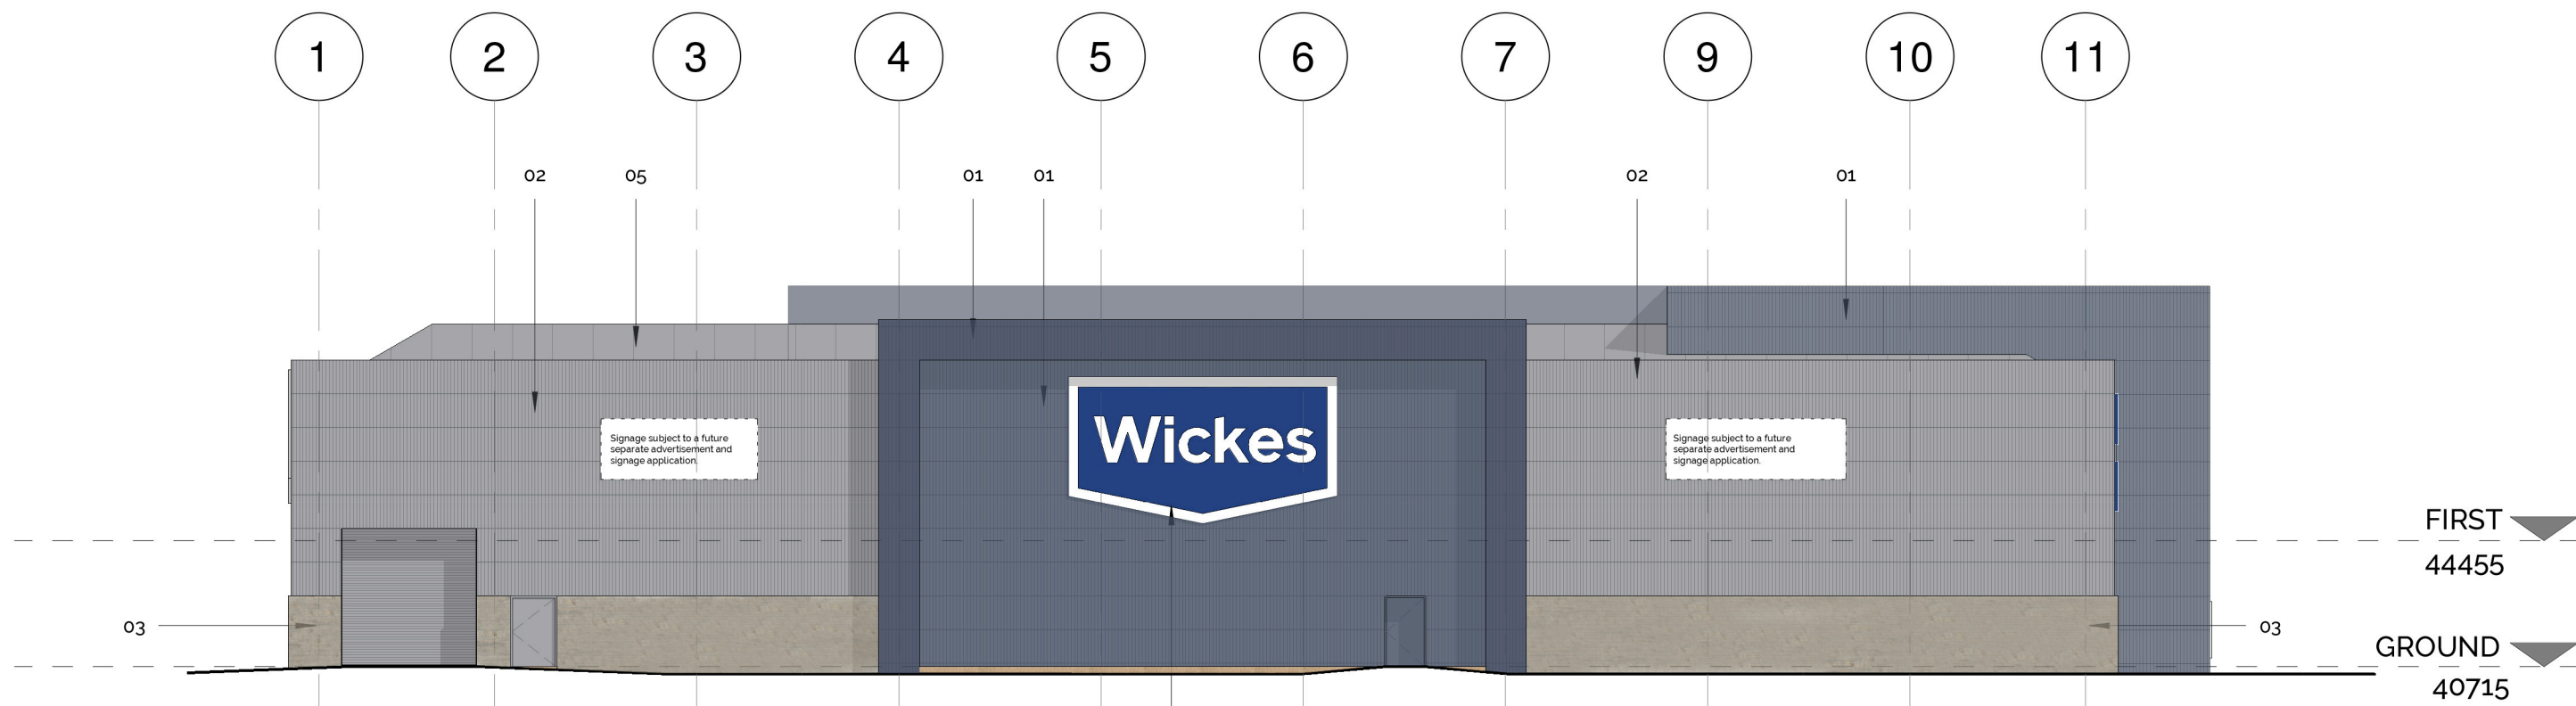 1 2 3 4 5 6 7 9 10 11
02 05 01 01 02 01
Wickes
Signage subject to a future
separate advertisement and
signage application.
Signage subject to a future
separate advertisement and
signage application.
FIRST
44455
03
03
GROUND
40715